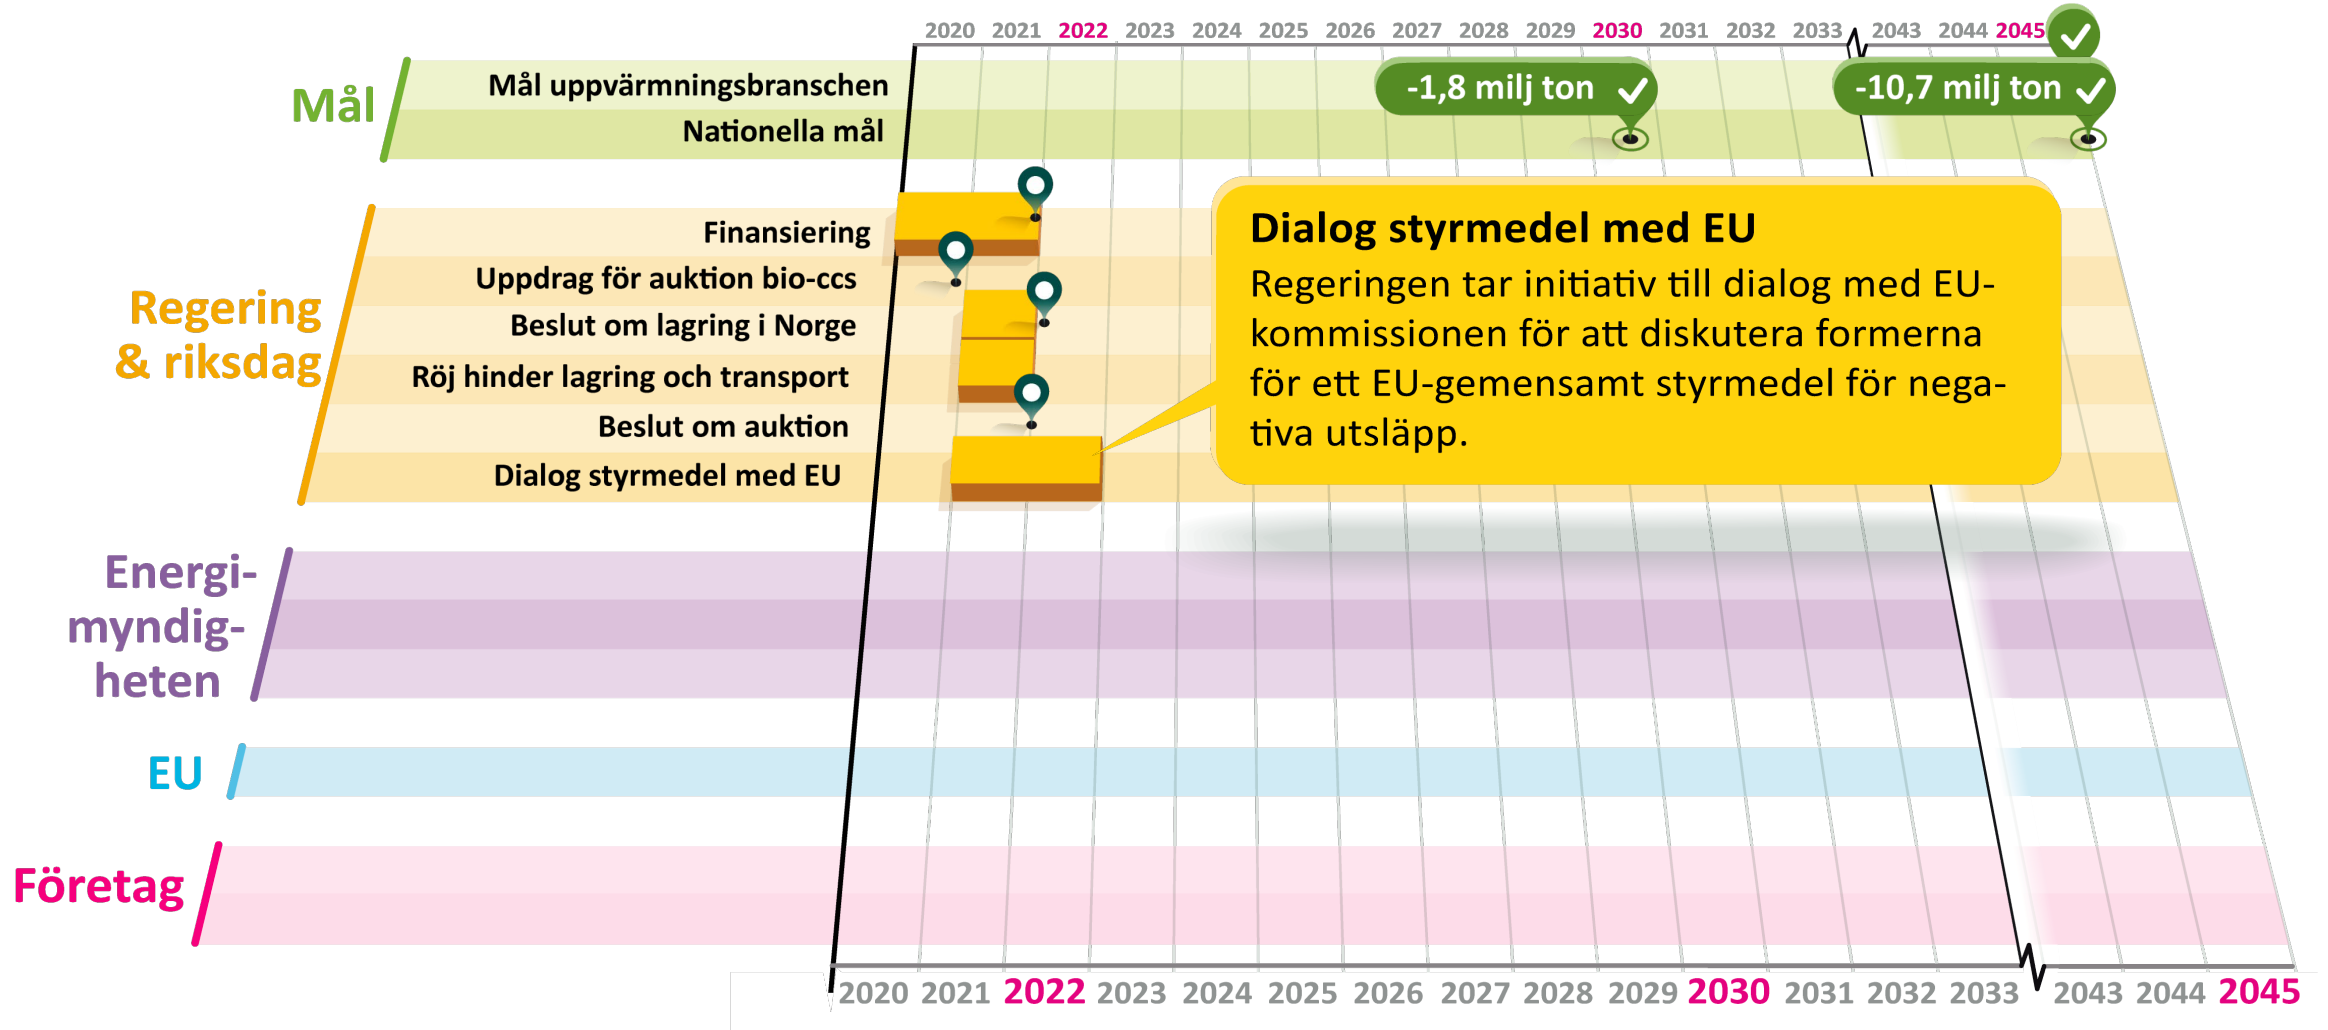 2020 2021 2022 2023 2024 2025 2026 2027 2028 2029 2030 2031 2032 2033 2043 2044 2045
Mål
Mål uppvärmningsbranschen
Nationella mål
-1,8 milj ton
-10,7 milj ton
Regering
& riksdag
Finansiering
Uppdrag för auktion bio-ccs
Beslut om lagring i Norge
Röj hinder lagring och transport
Beslut om auktion
Dialog styrmedel med EU
Dialog styrmedel med EU
Regeringen tar initiativ till dialog med EU-
kommissionen för att diskutera formerna
för ett EU-gemensamt styrmedel för nega-
tiva utsläpp.
Energi-
myndig-
heten
EU
Företag
2020 2021 2022 2023 2024 2025 2026 2027 2028 2029 2030 2031 2032 2033 2043 2044 2045